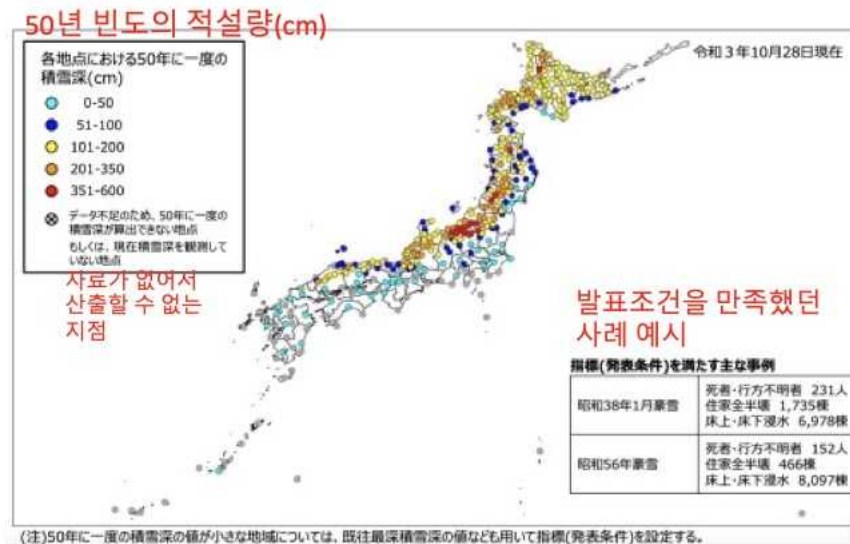 50년 빈도의 적설량(cm)
各地点における50年に一度の
積雪深(cm)
0-50
51-100
101-200
201-350
351-600
データ不足のため、50年に一度の
積雪深が算出できない地点
もしくは、現在積雪深を観測して
いない地点
자료가 없어서
산출할 수 없는
지점
令和3年10月28日現在
발표조건을 만족했던
사례 예시
指標(発表条件)を満たす主な事例
昭和38年1月豪雪
死者・行方不明者 231人
住家全半壊 1,735棟
床上・床下浸水 6,978棟
昭和56年豪雪
死者・行方不明者 152人
住家全半壊 466棟
床上・床下浸水 8,097棟
(注)50年に一度の積雪深の値が小さな地域については、既往最深積雪深の値なども用いて指標(発表条件)を設定する。